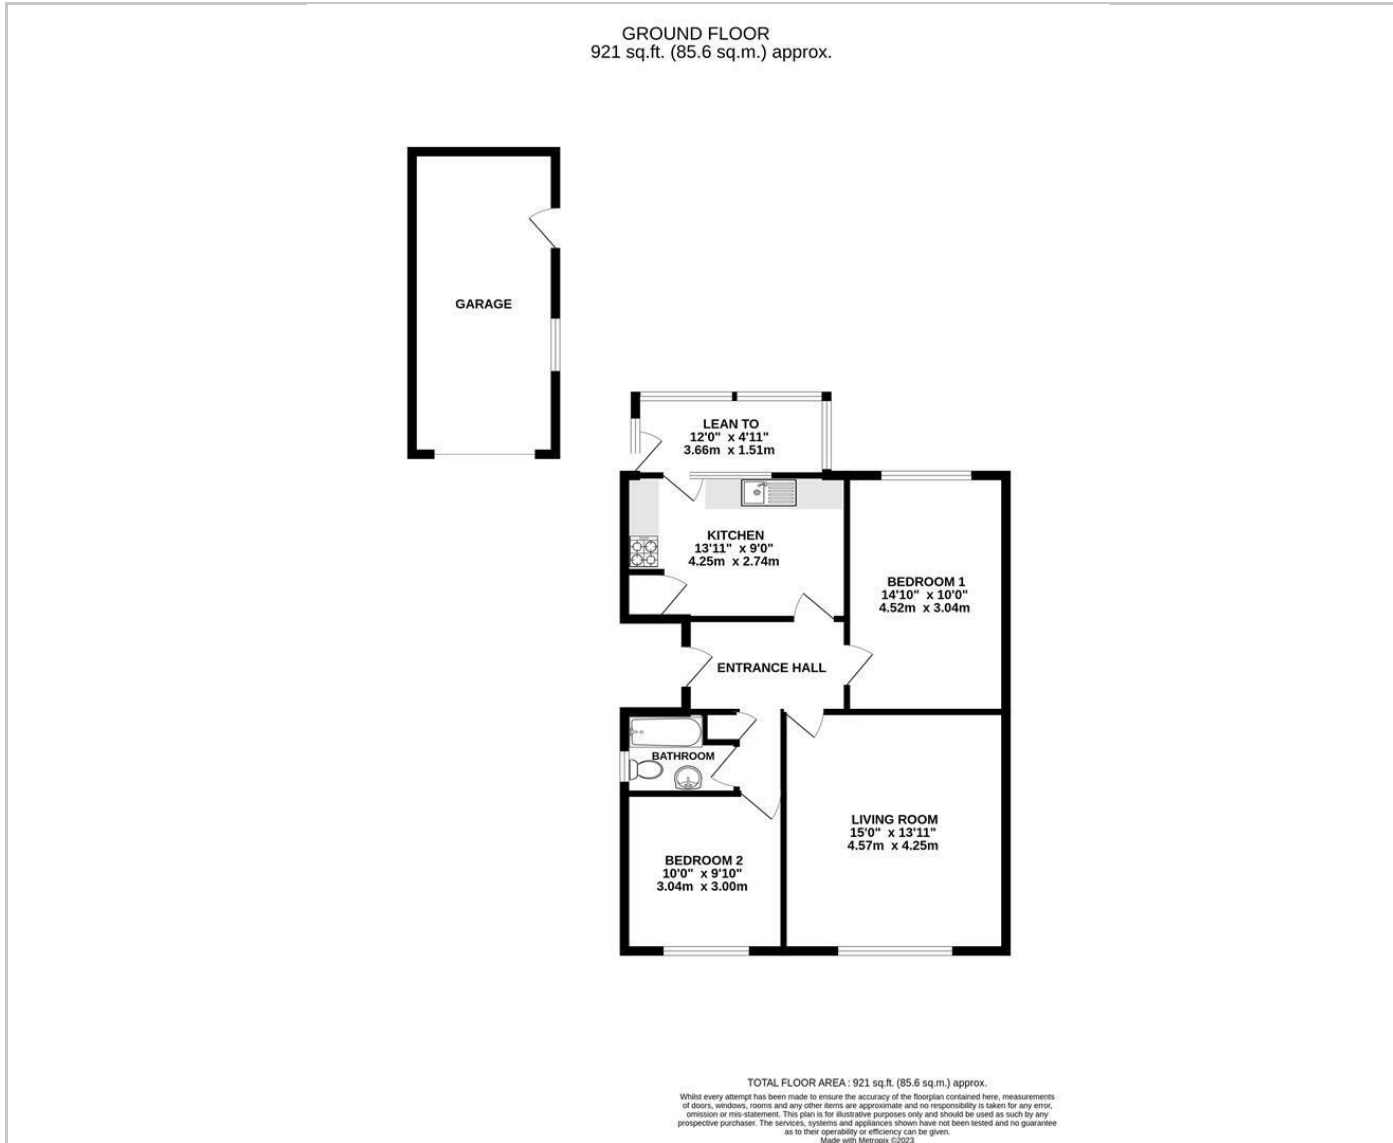 GROUND FLOOR
921 sq.ft. (85.6 sq.m.) approx.
GARAGE
LEAN TO
12'0" x 4'11"
3.66m x 1.51m
KITCHEN
13'11" x 9'0"
4.25m x 2.74m
BEDROOM 1
14'10" x 10'0"
4.52m x 3.04m
ENTRANCE HALL
BATHROOM
LIVING ROOM
15'0" x 13'11"
4.57m x 4.25m
BEDROOM 2
10'0" x 9'10"
3.04m x 3.00m
TOTAL FLOOR AREA : 921 sq.ft. (85.6 sq.m.) approx.
Whilst every attempt has been made to ensure the accuracy of the floorplan contained here, measurements
of doors, windows, rooms and any other items are approximate and no responsibility is taken for any error,
omission or mis-statement. This plan is for illustrative purposes only and should be used as such by any
prospective purchaser. The services, systems and appliances shown have not been tested and no guarantee
as to their operability or efficiency can be given.
Made with Metropix ©2023